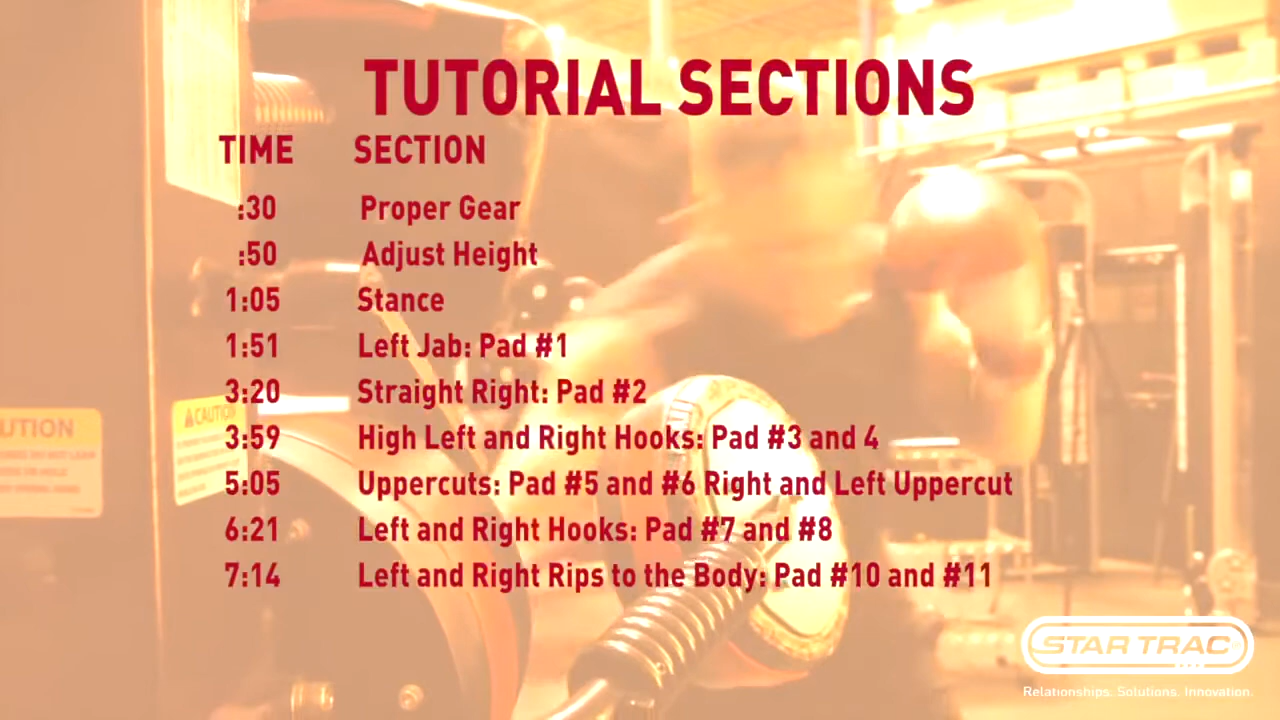 TUTORIAL SECTIONS
TIME SECTION
:30 Proper Gear
:50 Adjust Height
1:05 Stance
1:51 Left Jab: Pad #1
3:20 Straight Right: Pad #2
3:59 High Left and Right Hooks: Pad #3 and 4
5:05 Uppercuts: Pad #5 and #6 Right and Left Uppercut
6:21 Left and Right Hooks: Pad #7 and #8
7:14 Left and Right Rips to the Body: Pad #10 and #11
CAUTION
UTION
STAR TRAC
Relationships. Solutions. Innovation.